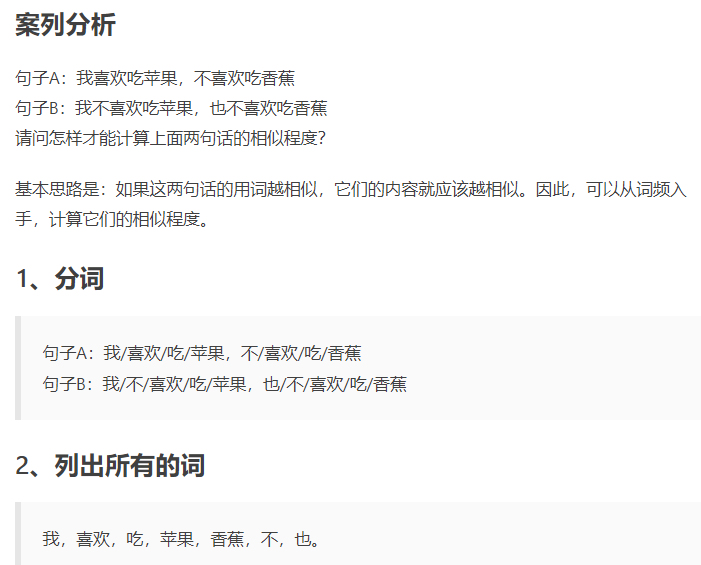 案列分析
句子A：我喜欢吃苹果，不喜欢吃香蕉
句子B：我不喜欢吃苹果，也不喜欢吃香蕉
请问怎样才能计算上面两句话的相似程度？
基本思路是：如果这两句话的用词越相似，它们的内容就应该越相似。因此，可以从词频入
手，计算它们的相似程度。
1、分词
句子A：我/喜欢/吃/苹果，不/喜欢/吃/香蕉
句子B：我/不/喜欢/吃/苹果，也/不/喜欢/吃/香蕉
2、列出所有的词
我，喜欢，吃，苹果，香蕉，不，也。